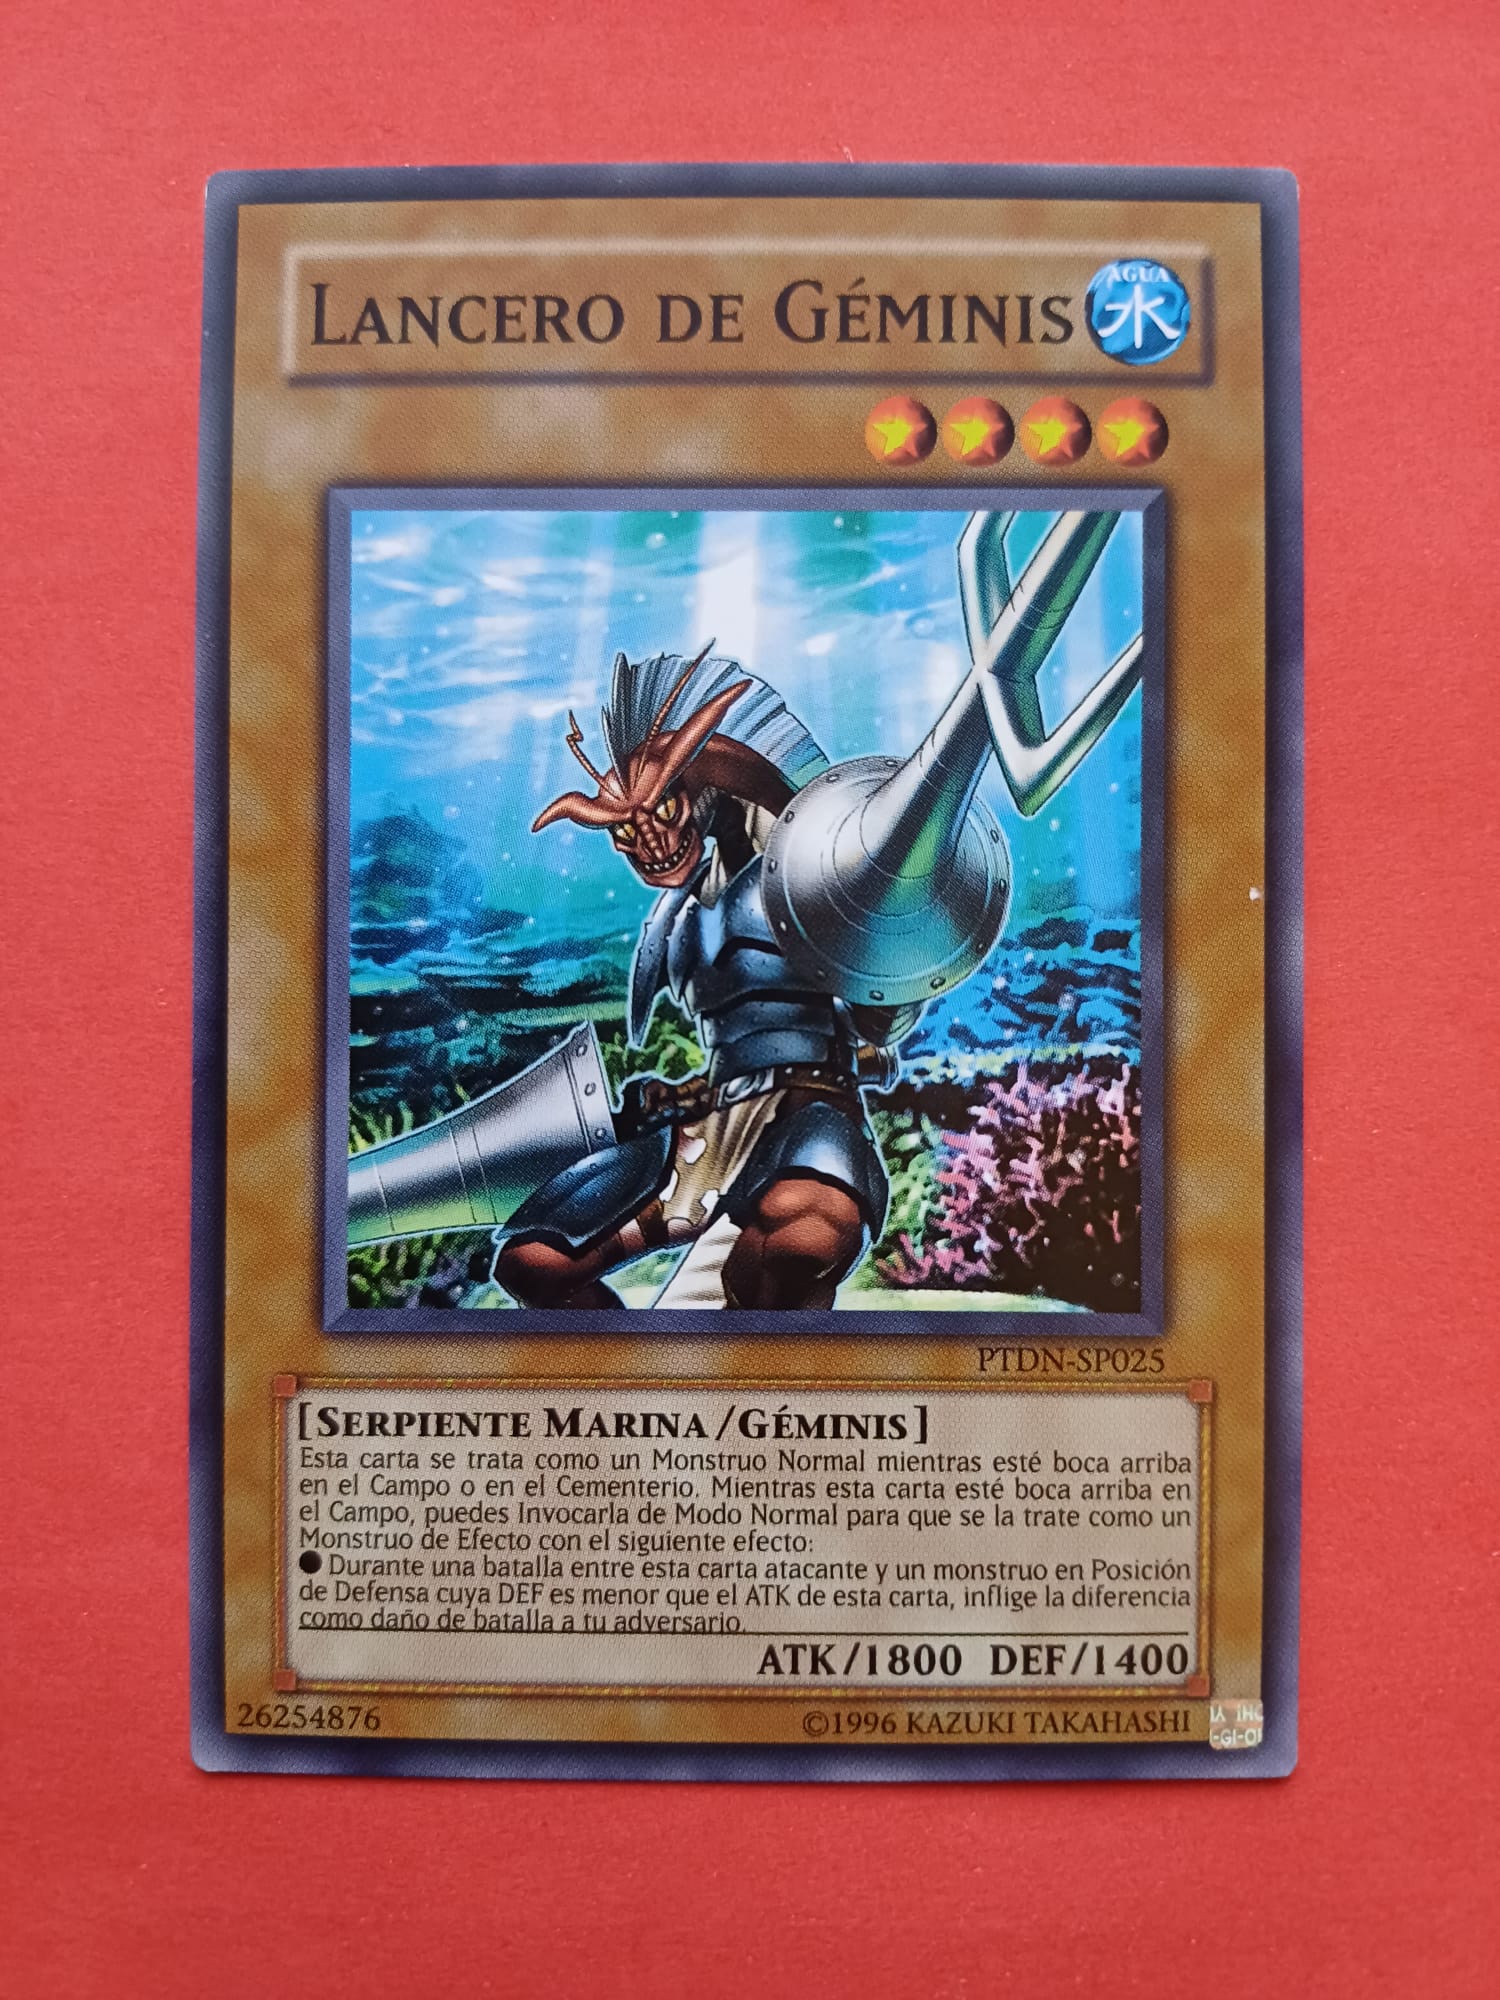 LANCERO DE GÉMINIS
AGUA
水
PTDN-SP025
[SERPIENTE MARINA/GÉMINIS]
Esta carta se trata como un Monstruo Normal mientras esté boca arriba
en el Campo o en el Cementerio. Mientras esta carta esté boca arriba en
el Campo, puedes Invocarla de Modo Normal para que se la trate como un
Monstruo de Efecto con el siguiente efecto:
● Durante una batalla entre esta carta atacante y un monstruo en Posición
de Defensa cuya DEF es menor que el ATK de esta carta, inflige la diferencia
como daño de batalla a tu adversario.
ATK/1800 DEF/1400
26254876
©1996 KAZUKI TAKAHASHI